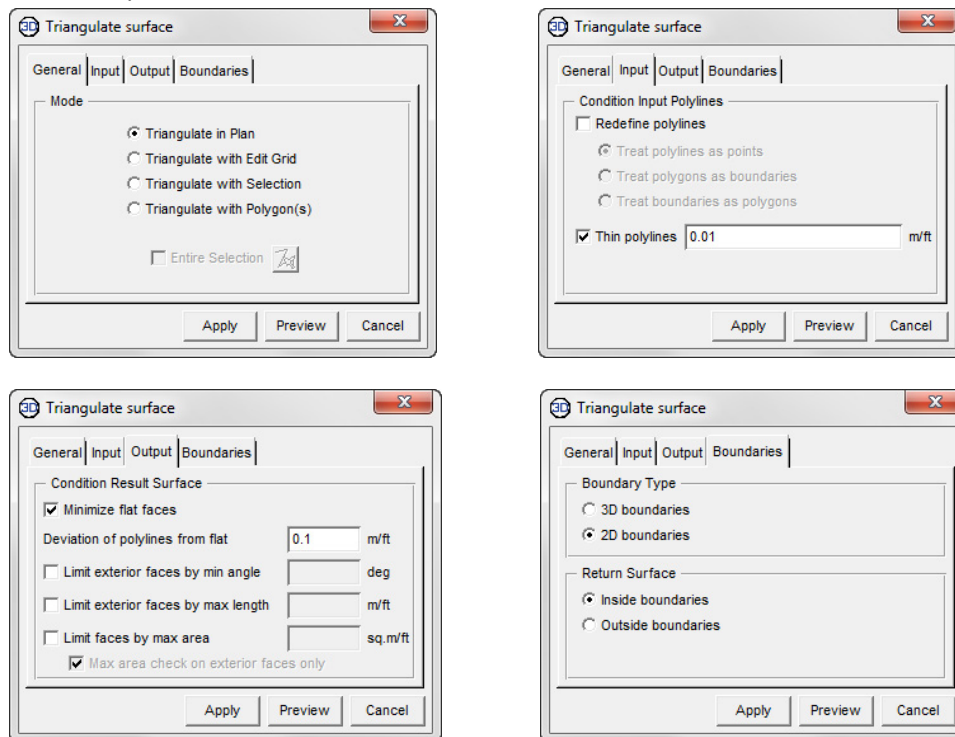 3D Triangulate surface
General Input Output Boundaries
Mode
Triangulate in Plan
Triangulate with Edit Grid
Triangulate with Selection
Triangulate with Polygon(s)
Entire Selection
Apply Preview Cancel
3D Triangulate surface
General Input Output Boundaries
Condition Input Polylines
Redefine polylines
Treat polylines as points
Treat polygons as boundaries
Treat boundaries as polygons
Thin polylines 0.01 m/ft
Apply Preview Cancel
3D Triangulate surface
General Input Output Boundaries
Condition Result Surface
Minimize flat faces
Deviation of polylines from flat 0.1 m/ft
Limit exterior faces by min angle deg
Limit exterior faces by max length m/ft
Limit faces by max area sq.m/ft
Max area check on exterior faces only
Apply Preview Cancel
3D Triangulate surface
General Input Output Boundaries
Boundary Type
3D boundaries
2D boundaries
Return Surface
Inside boundaries
Outside boundaries
Apply Preview Cancel